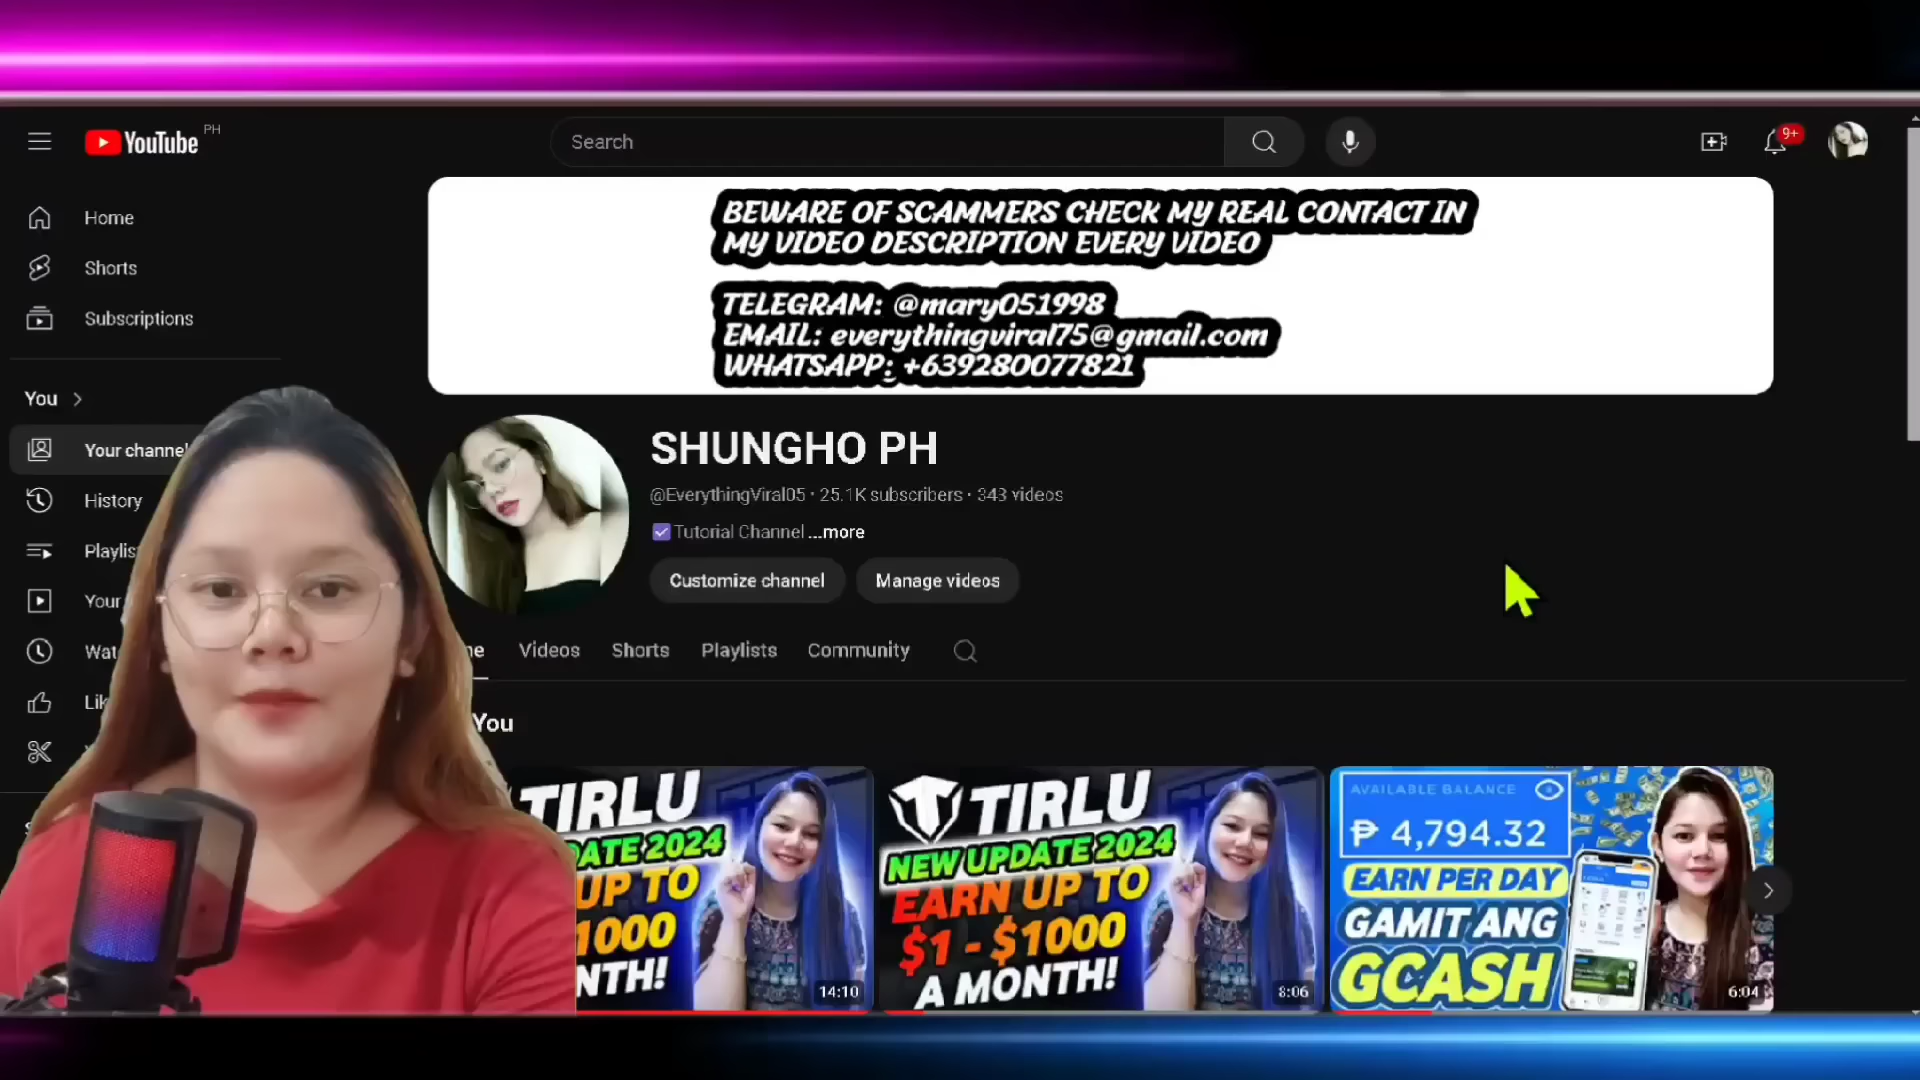 YouTube PH
Search
9+
Home
Shorts
Subscriptions
You
Your channel
History
Your
BEWARE OF SCAMMERS CHECK MY REAL CONTACT IN
MY VIDEO DESCRIPTION EVERY VIDEO
TELEGRAM: @mary051998
EMAIL: everythingviral75@gmail.com
WHATSAPP: +639280077821
SHUNGHO PH
@EverythingViral05 · 25.1K subscribers · 343 videos
Tutorial Channel ...more
Customize channel
Manage videos
Videos
Shorts
Playlists
Community
You
TIRLU
DATE 2024
UP TO
1000
NTH!
14:10
TIRLU
NEW UPDATE 2024
EARN UP TO
$1 - $1000
A MONTH!
8:06
AVAILABLE BALANCE
₱ 4,794.32
EARN PER DAY
GAMIT ANG
GCASH
6:04